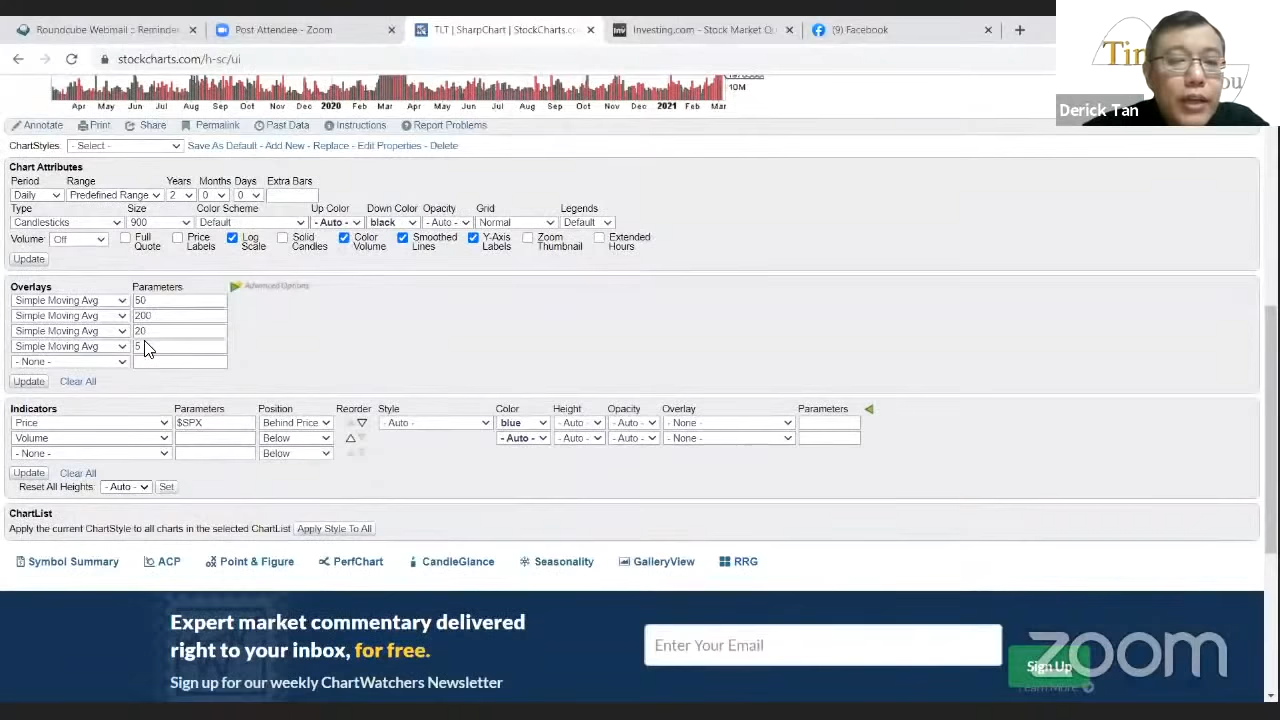 Roundcube Webmail :: Reminder
Post Attendee - Zoom
TLT | SharpChart | StockCharts.co
Investing.com - Stock Market Qu
(9) Facebook
stockcharts.com/h-sc/ui
Tim
ou
Derick Tan
10M
Apr May Jun Jul Aug Sep Oct Nov Dec 2020 Feb Mar Apr May Jun Jul Aug Sep Oct Nov Dec 2021 Mar
Annotate Print Share Permalink Past Data Instructions Report Problems
ChartStyles: - Select - Save As Default - Add New - Replace - Edit Properties - Delete
Chart Attributes
Period Range Years Months Days Extra Bars
Daily Predefined Range 2 0 0
Type Size Color Scheme Up Color Down Color Opacity Grid Legends
Candlesticks 900 Default - Auto - black - Auto - Normal Default
Volume: Off Full Quote Price Labels Log Scale Solid Candles Color Volume Smoothed Lines Y-Axis Labels Zoom Thumbnail Extended Hours
Update
Overlays Parameters Advanced Options
Simple Moving Avg 50
Simple Moving Avg 200
Simple Moving Avg 20
Simple Moving Avg 5
- None -
Update Clear All
Indicators Parameters Position Reorder Style Color Height Opacity Overlay Parameters
Price $SPX Behind Price - Auto - blue - Auto - - Auto - - None -
Volume Below - Auto - - Auto - - Auto - - None -
- None - Below
Update Clear All
Reset All Heights: - Auto - Set
ChartList
Apply the current ChartStyle to all charts in the selected ChartList Apply Style To All
Symbol Summary ACP Point & Figure PerfChart CandleGlance Seasonality GalleryView RRG
Expert market commentary delivered
right to your inbox, for free.
Sign up for our weekly ChartWatchers Newsletter
Enter Your Email
Sign Up
Learn More
zoom